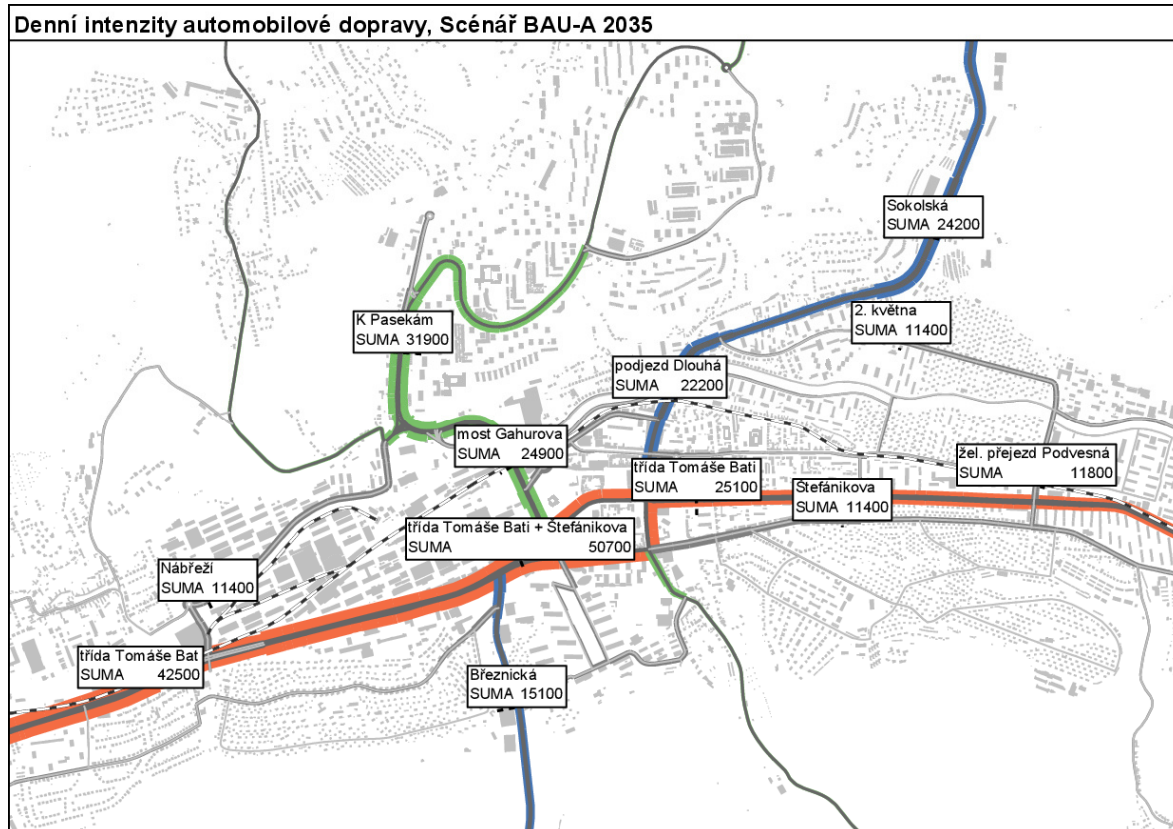 Denní intenzity automobilové dopravy, Scénář BAU-A 2035
Sokolská
SUMA 24200
2. května
SUMA 11400
K Pasekám
SUMA 31900
podjezd Dlouhá
SUMA 22200
most Gahurova
SUMA 24900
třída Tomáše Bati
SUMA 25100
žel. přejezd Podvesná
SUMA 11800
Štefánikova
SUMA 11400
třída Tomáše Bati + Štefánikova
SUMA 50700
Nábřeží
SUMA 11400
třída Tomáše Bat
SUMA 42500
Březnická
SUMA 15100